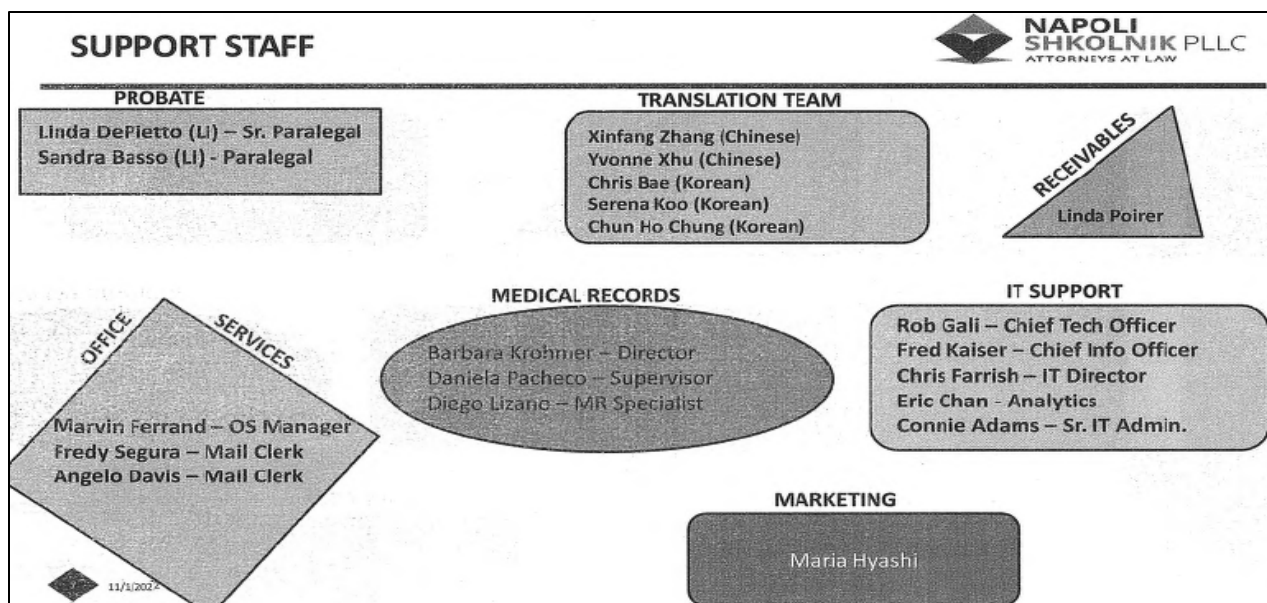 SUPPORT STAFF
NAPOLI
SHKOLNIK PLLC
ATTORNEYS AT LAW
PROBATE
Linda DePietto (LI) – Sr. Paralegal
Sandra Basso (LI) - Paralegal
TRANSLATION TEAM
Xinfang Zhang (Chinese)
Yvonne Xhu (Chinese)
Chris Bae (Korean)
Serena Koo (Korean)
Chun Ho Chung (Korean)
RECEIVABLES
Linda Poirer
OFFICE SERVICES
Marvin Ferrand – OS Manager
Fredy Segura – Mail Clerk
Angelo Davis – Mail Clerk
MEDICAL RECORDS
Barbara Krohmer – Director
Daniela Pacheco – Supervisor
Diego Lizano – MR Specialist
IT SUPPORT
Rob Gali – Chief Tech Officer
Fred Kaiser – Chief Info Officer
Chris Farrish – IT Director
Eric Chan - Analytics
Connie Adams – Sr. IT Admin.
MARKETING
Maria Hyashi
11/1/2022